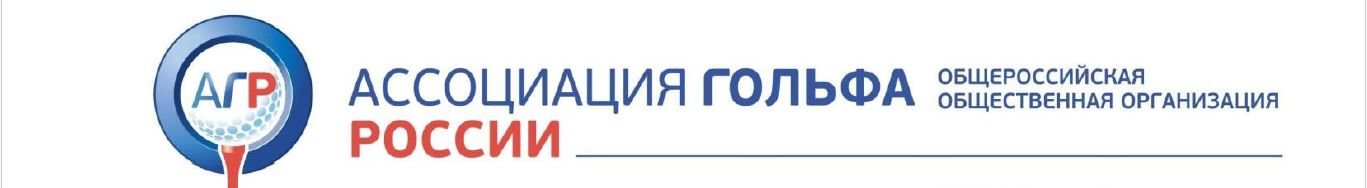 АГР
АССОЦИАЦИЯ ГОЛЬФА
РОССИИ
ОБЩЕРОССИЙСКАЯ
ОБЩЕСТВЕННАЯ ОРГАНИЗАЦИЯ